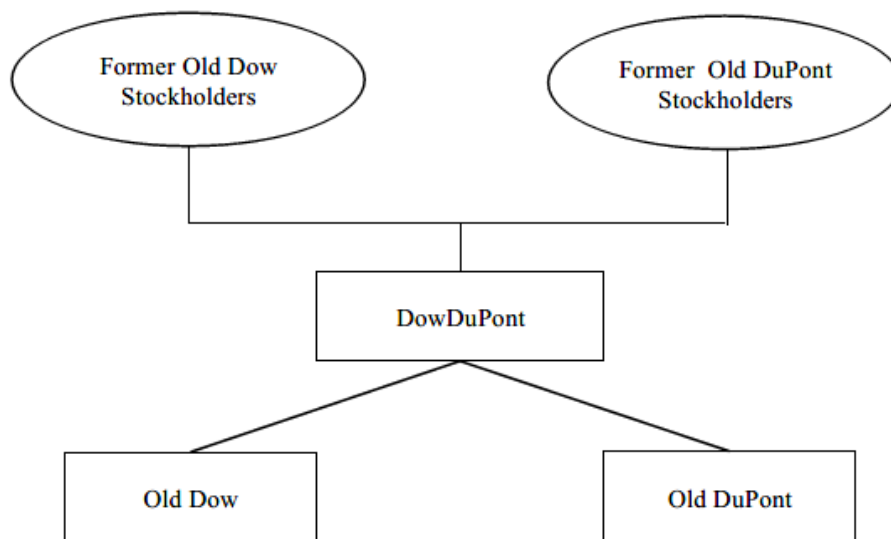 Former Old Dow
Stockholders
Former Old DuPont
Stockholders
DowDuPont
Old Dow
Old DuPont